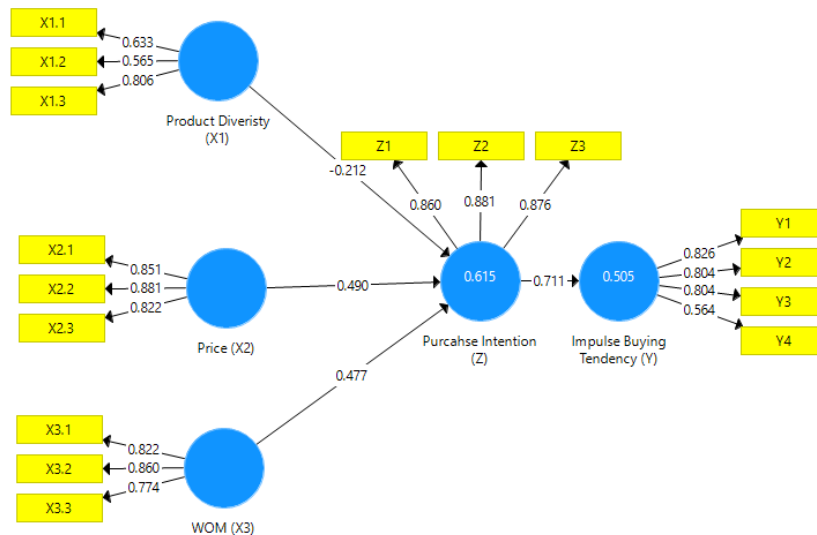 X1.1
0.633
X1.2
0.565
0.806
X1.3
Product Diveristy
(X1)
Z1
Z2
Z3
-0.212
0.860
0.881
0.876
X2.1
0.851
X2.2
0.881
0.822
X2.3
Price (X2)
0.490
0.615
0.711
0.505
Purcahse Intention
(Z)
Impulse Buying
Tendency (Y)
Y1
0.826
Y2
0.804
0.804
Y3
0.564
Y4
0.477
X3.1
0.822
X3.2
0.860
0.774
X3.3
WOM (X3)